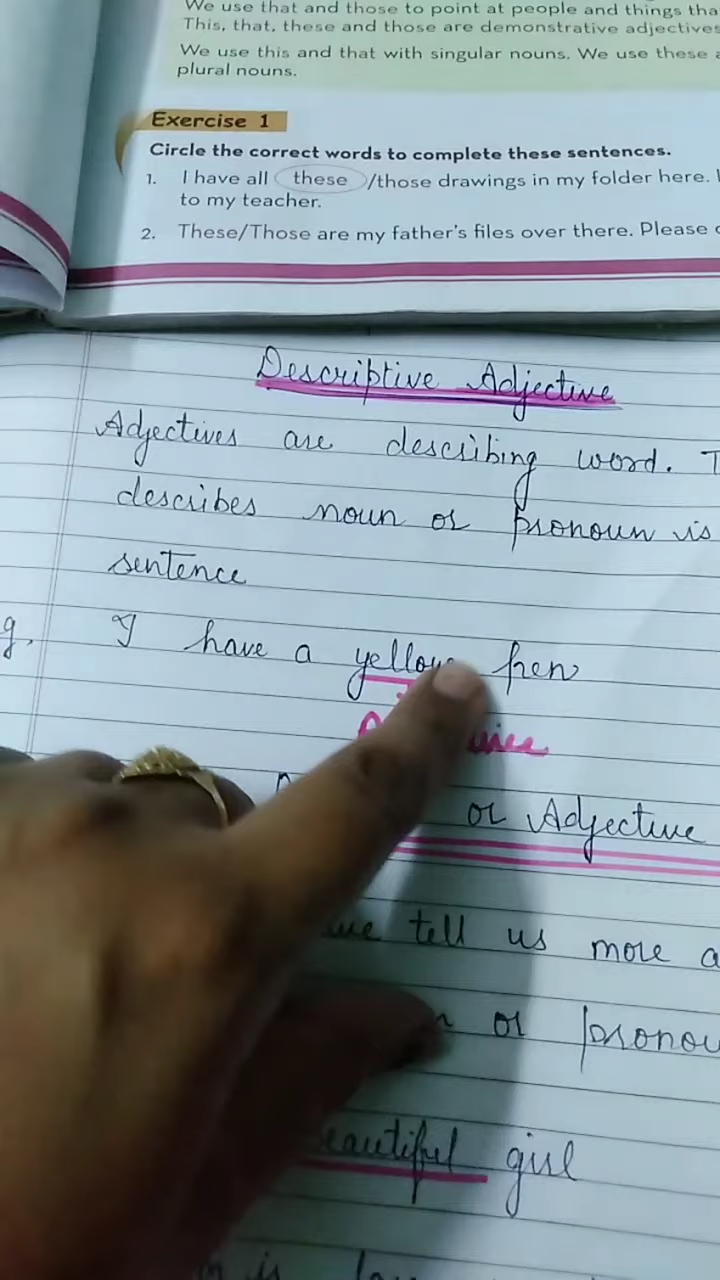 We use that and those to point at people and things tha
This, that, these and those are demonstrative adjectives
We use this and that with singular nouns. We use these
plural nouns.
Exercise 1
Circle the correct words to complete these sentences.
1. I have all these /those drawings in my folder here.
to my teacher.
2. These/Those are my father's files over there. Please
Descriptive Adjective
Adjectives are describing word. T
describes noun or pronoun is
sentence
g. I have a yellow pen
or Adjective
tell us more a
or pronou
eautiful girl
is